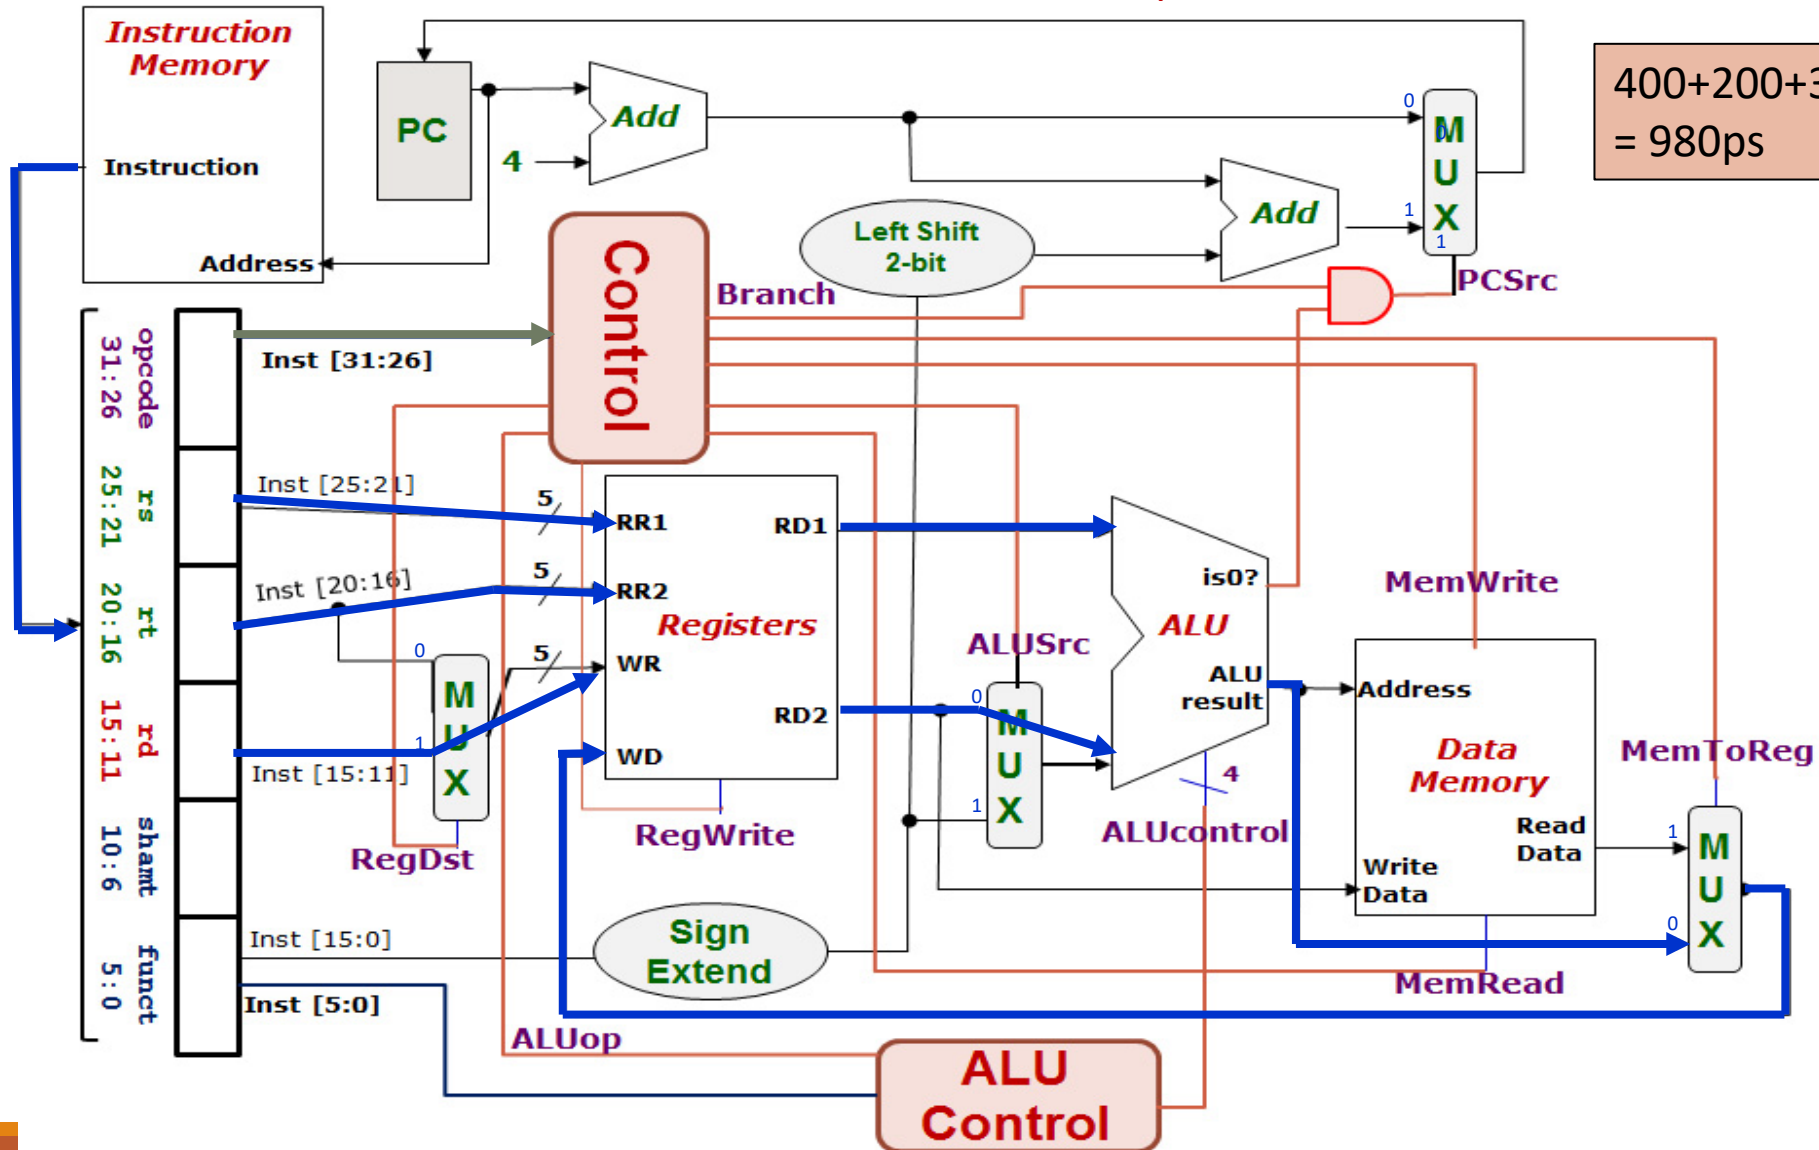 Instruction
Memory
Instruction
Address
PC
4
Add
Add
0
M
0
U
1
X
1
PCSrc
400+200+3
= 980ps
Left Shift
2-bit
Control
Branch
opcode
31:26
rs
25:21
rt
20:16
rd
15:11
shamt
10:6
funct
5:0
Inst [31:26]
Inst [25:21]
5
Inst [20:16]
5
0
M
U
1
X
5
Inst [15:11]
RegDst
Inst [15:0]
Inst [5:0]
RR1
RR2
WR
WD
Registers
RD1
RD2
RegWrite
Sign
Extend
ALUSrc
0
M
U
1
X
is0?
ALU
ALU
result
4
ALUcontrol
MemWrite
Address
Data
Memory
Read
Data
Write
Data
MemRead
MemToReg
1
M
U
0
X
ALUop
ALU
Control